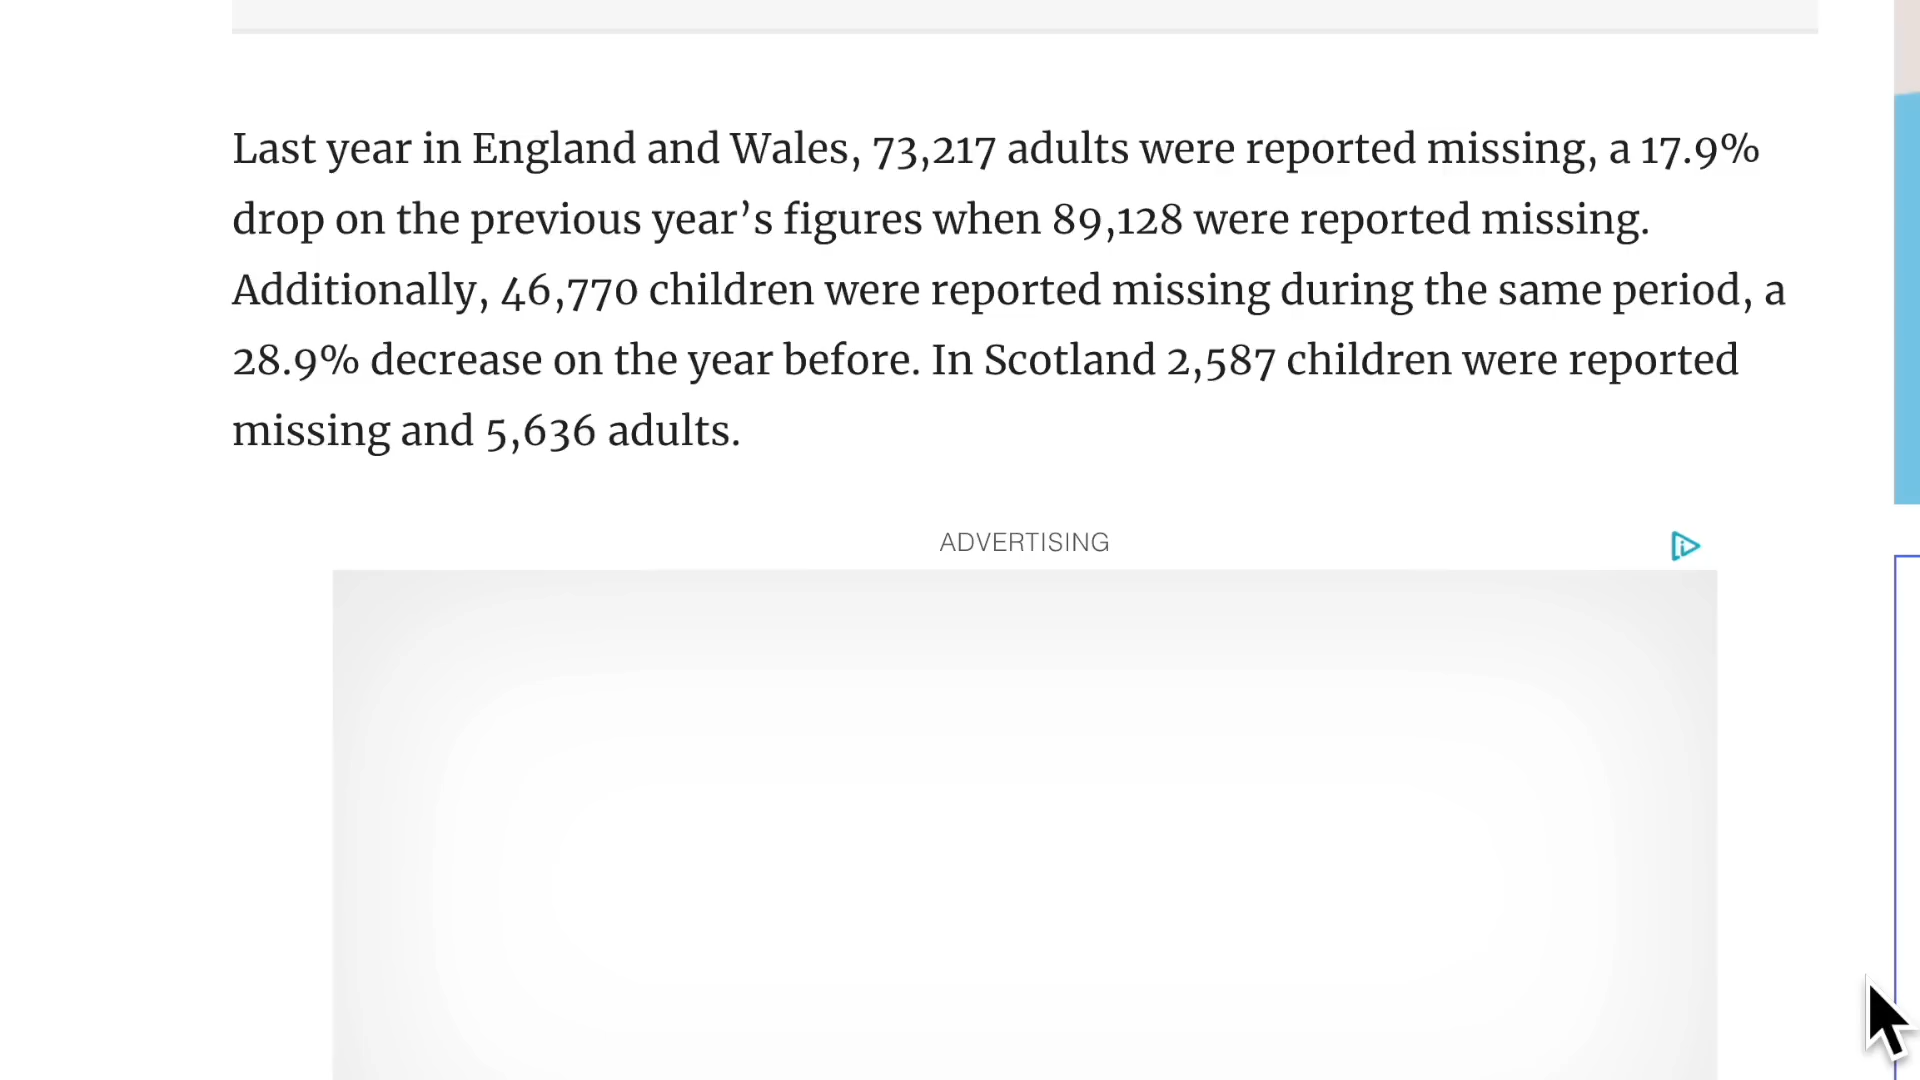 Last year in England and Wales, 73,217 adults were reported missing, a 17.9%
drop on the previous year’s figures when 89,128 were reported missing.
Additionally, 46,770 children were reported missing during the same period, a
28.9% decrease on the year before. In Scotland 2,587 children were reported
missing and 5,636 adults.
ADVERTISING